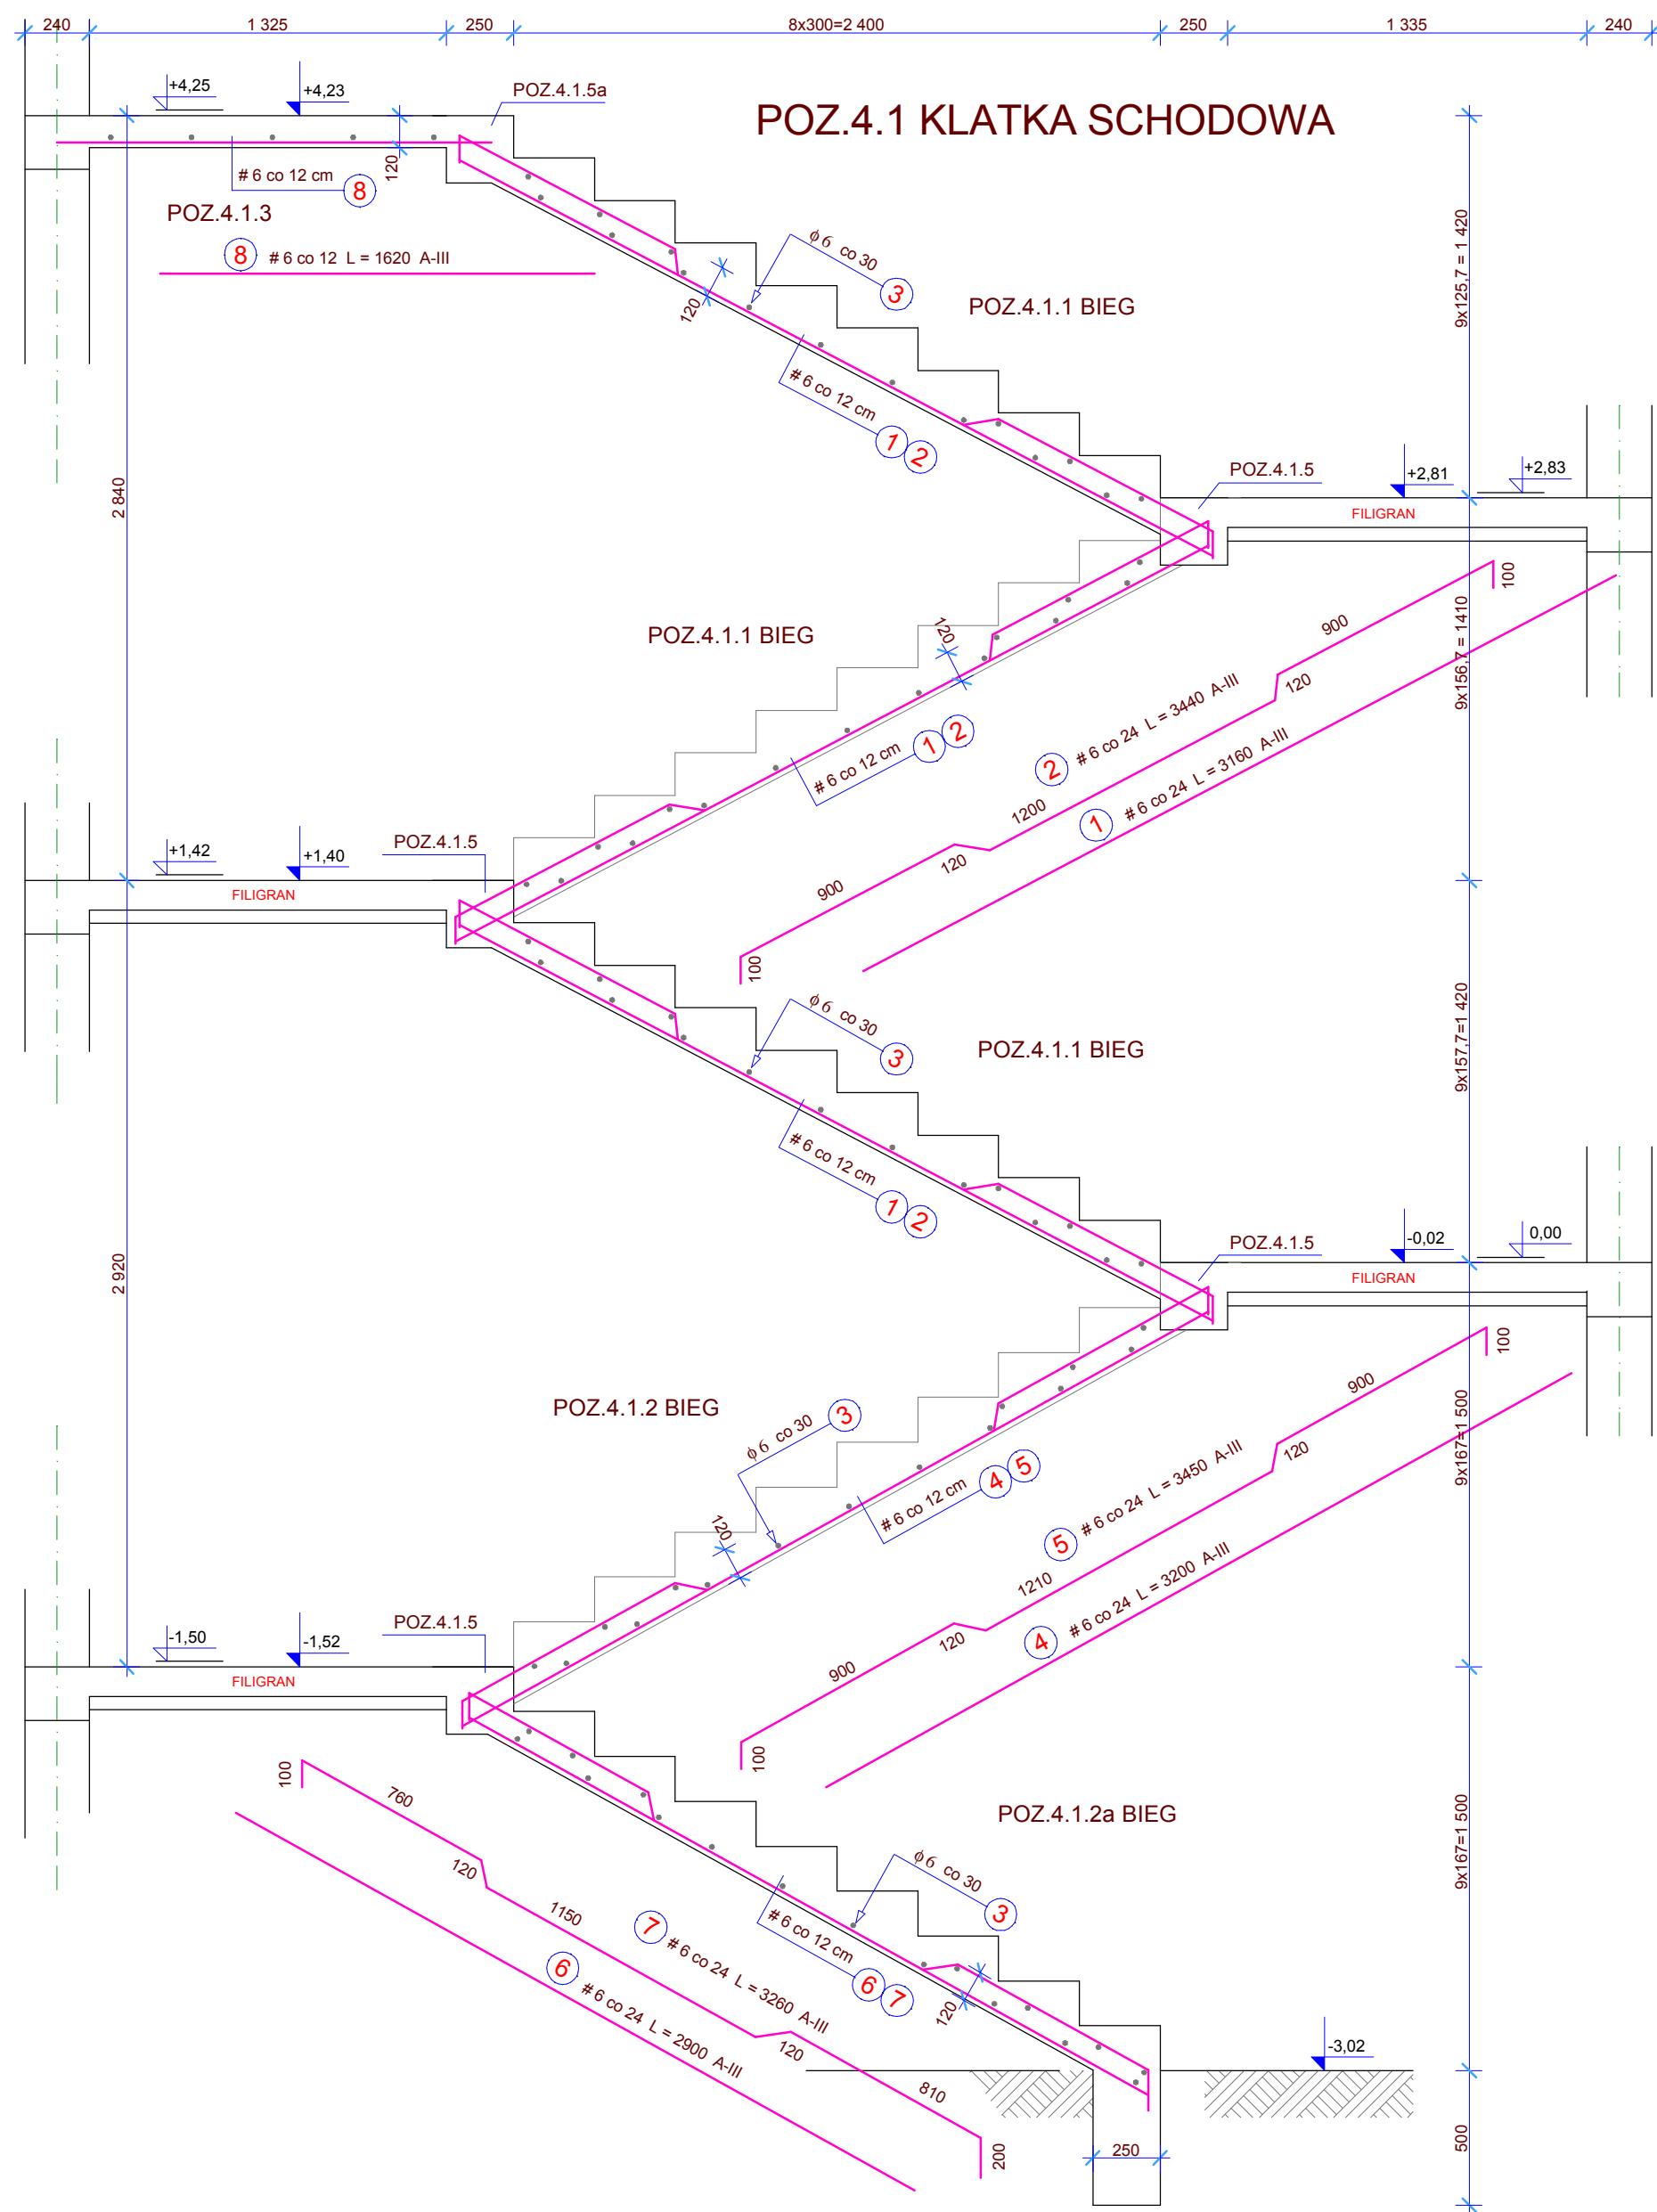 240
1 325
250
8x300=2 400
250
1 335
240
+4,25
+4,23
POZ.4.1.5a
POZ.4.1 KLATKA SCHODOWA
120
# 6 co 12 cm
8
POZ.4.1.3
8 # 6 co 12 L = 1620 A-III
ϕ 6 co 30
3
120
POZ.4.1.1 BIEG
9x125,7 = 1 420
# 6 co 12 cm
1 2
POZ.4.1.5
+2,81
+2,83
FILIGRAN
2 840
100
POZ.4.1.1 BIEG
120
900
9x156,7 = 1410
120
2 # 6 co 24 L = 3440 A-III
# 6 co 12 cm
1 2
1200
1 # 6 co 24 L = 3160 A-III
120
900
100
+1,42
+1,40
POZ.4.1.5
FILIGRAN
ϕ 6 co 30
3
POZ.4.1.1 BIEG
9x157,7=1 420
# 6 co 12 cm
1 2
POZ.4.1.5
-0,02
0,00
FILIGRAN
2 920
100
POZ.4.1.2 BIEG
900
9x167=1 500
ϕ 6 co 30
3
120
5 # 6 co 24 L = 3450 A-III
# 6 co 12 cm
4 5
120
1210
4 # 6 co 24 L = 3200 A-III
120
900
100
-1,50
-1,52
POZ.4.1.5
FILIGRAN
100
760
120
1150
POZ.4.1.2a BIEG
9x167=1 500
ϕ 6 co 30
3
7 # 6 co 24 L = 3260 A-III
# 6 co 12 cm
6 7
6 # 6 co 24 L = 2900 A-III
120
120
810
200
-3,02
250
500